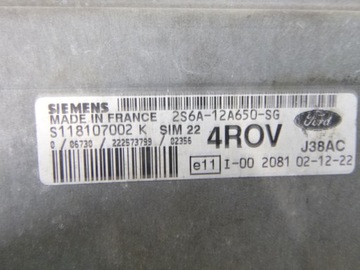 SIEMENS 2S6A-12A650-SG
MADE IN FRANCE
S118107002 K SIM 22 4ROV Ford
0 / 06730 / 222573799 / 02356 J38AC
e11 I-00 2081 02-12-22